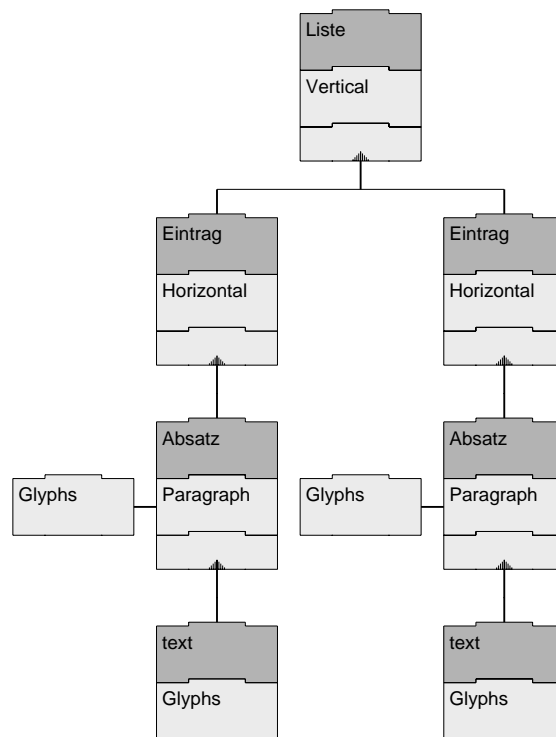 Liste
Vertical
Eintrag
Eintrag
Horizontal
Horizontal
Absatz
Absatz
Glyphs
Paragraph
Glyphs
Paragraph
text
text
Glyphs
Glyphs